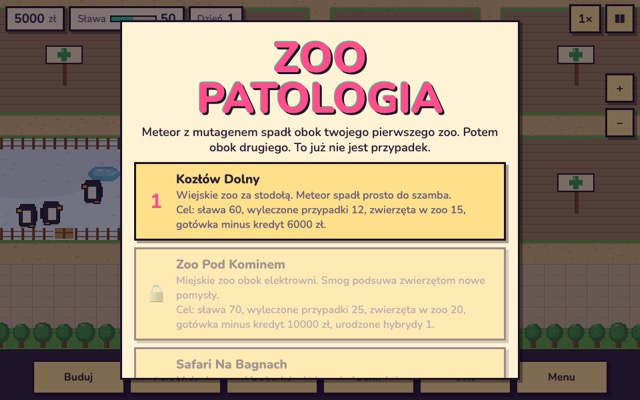 5000 zł
Sława 50
Dzień 1
1×
ZOO
PATOLOGIA
Meteor z mutagenem spadł obok twojego pierwszego zoo. Potem
obok drugiego. To już nie jest przypadek.
1
Kozłów Dolny
Wiejskie zoo za stodołą. Meteor spadł prosto do szamba.
Cel: sława 60, wyleczone przypadki 12, zwierzęta w zoo 15,
gotówka minus kredyt 6000 zł.
Zoo Pod Kominem
Miejskie zoo obok elektrowni. Smog podsuwa zwierzętom nowe
pomysły.
Cel: sława 70, wyleczone przypadki 25, zwierzęta w zoo 20,
gotówka minus kredyt 10000 zł, urodzone hybrydy 1.
Safari Na Bagnach
+
−
Buduj
Menu